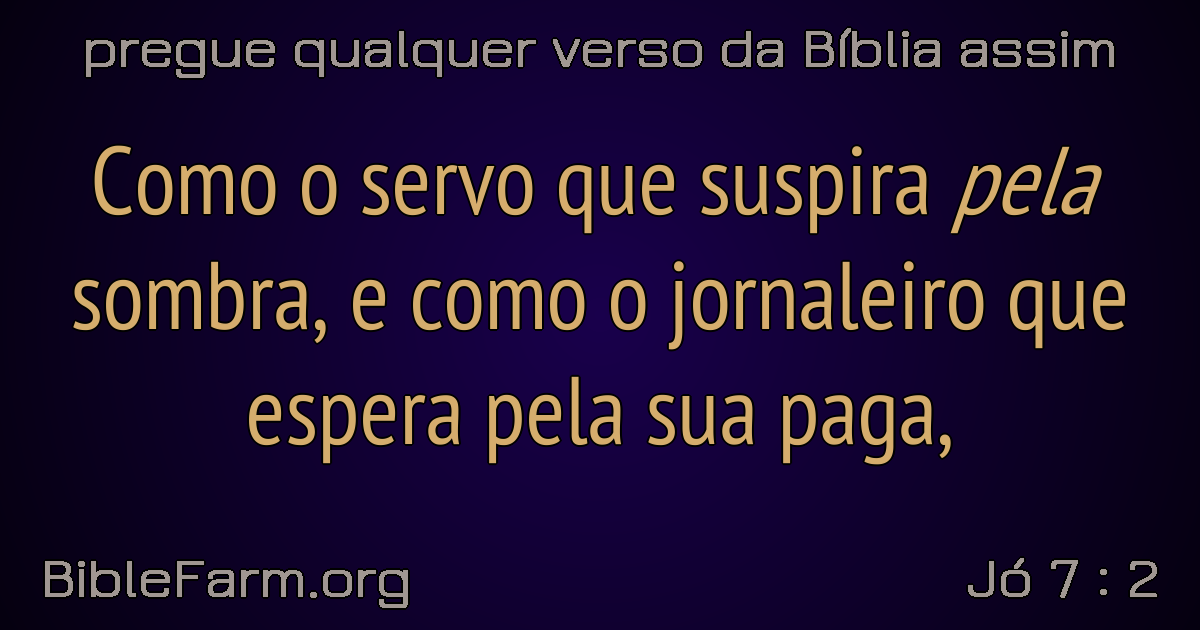 pregue qualquer verso da Bíblia assim
Como o servo que suspira pela
sombra, e como o jornaleiro que
espera pela sua paga,
BibleFarm.org
Jó 7 : 2